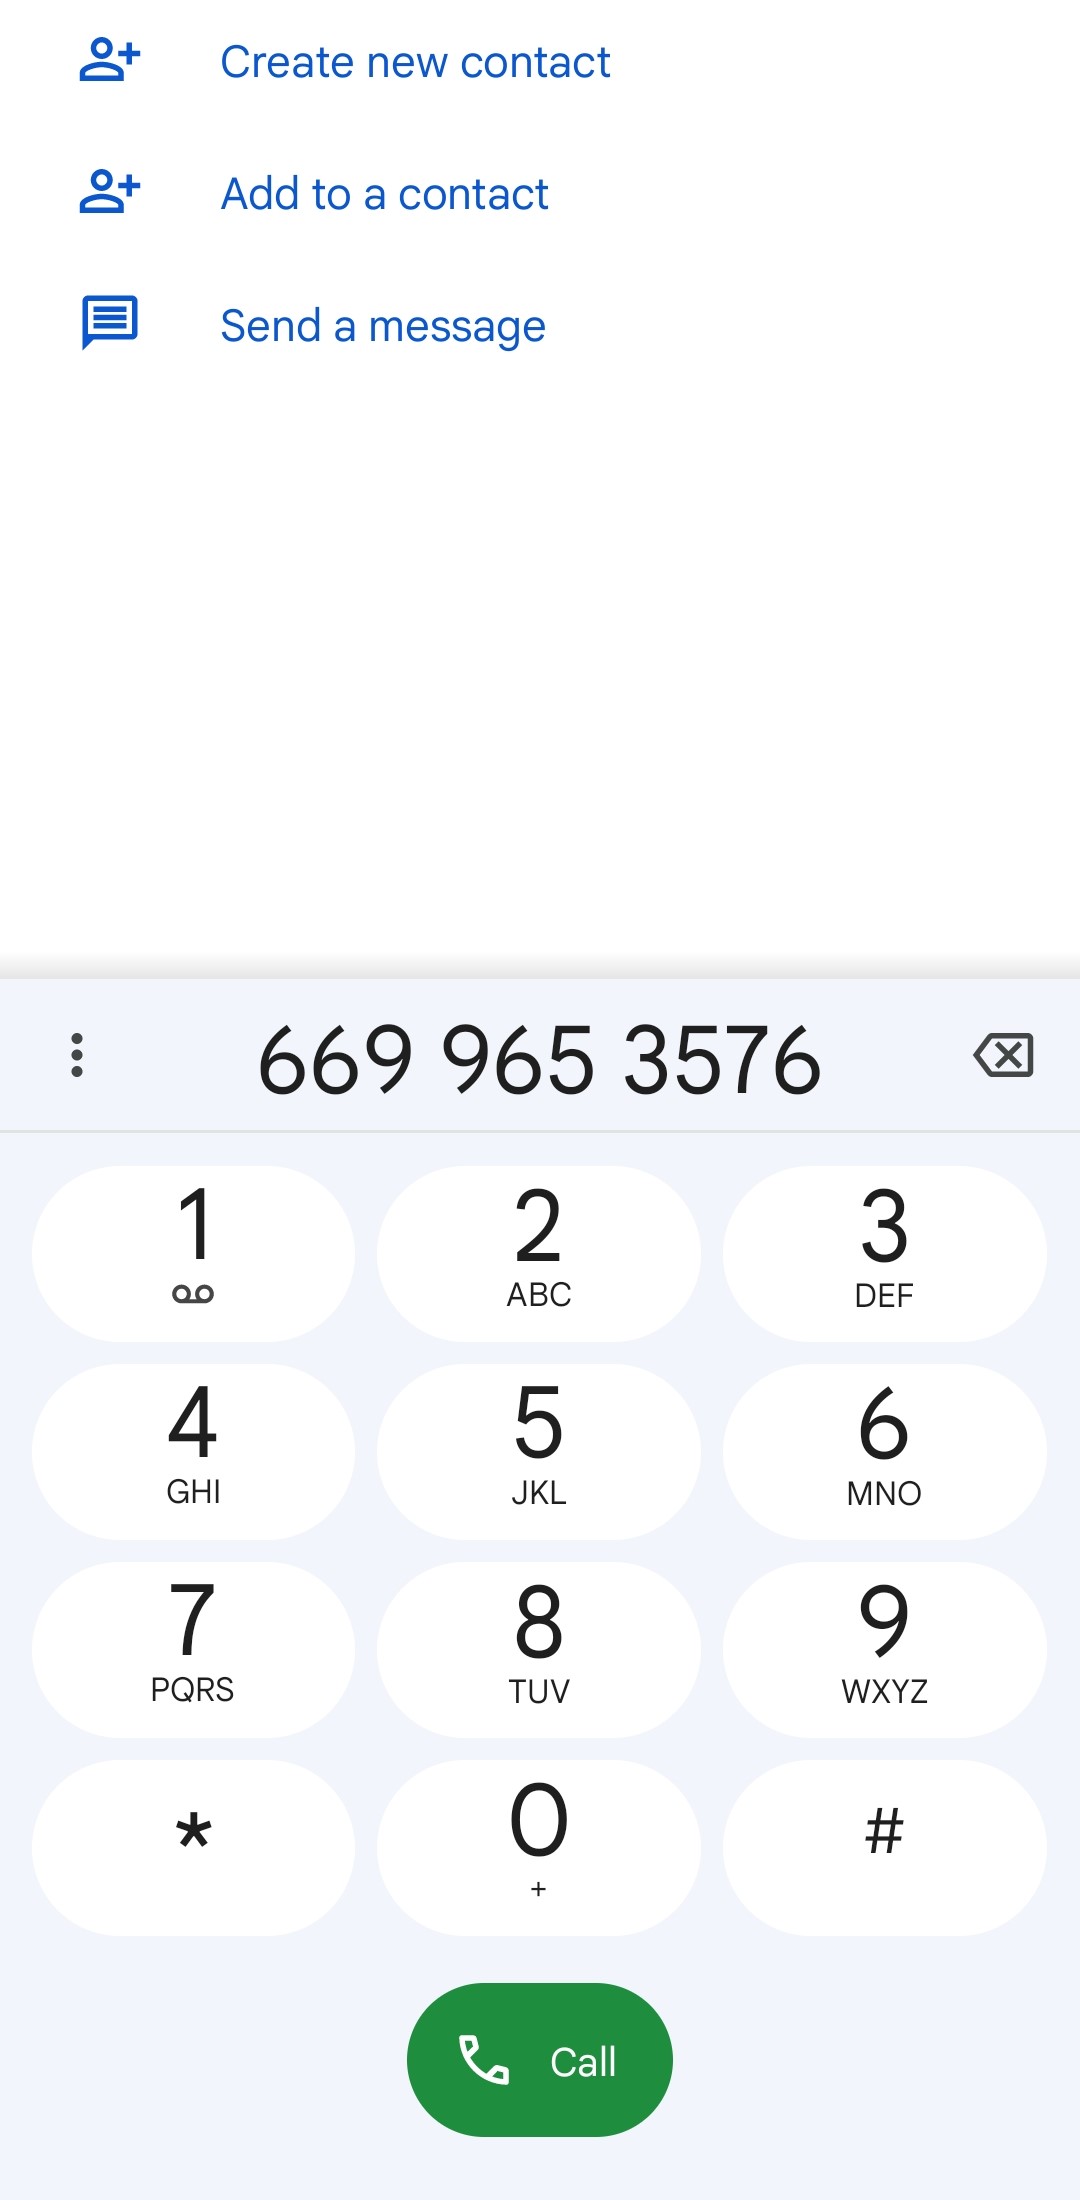 Create new contact
Add to a contact
Send a message
669 965 3576
1 2 3
ABC DEF
4 5 6
GHI JKL MNO
7 8 9
PQRS TUV WXYZ
* 0 #
+
Call